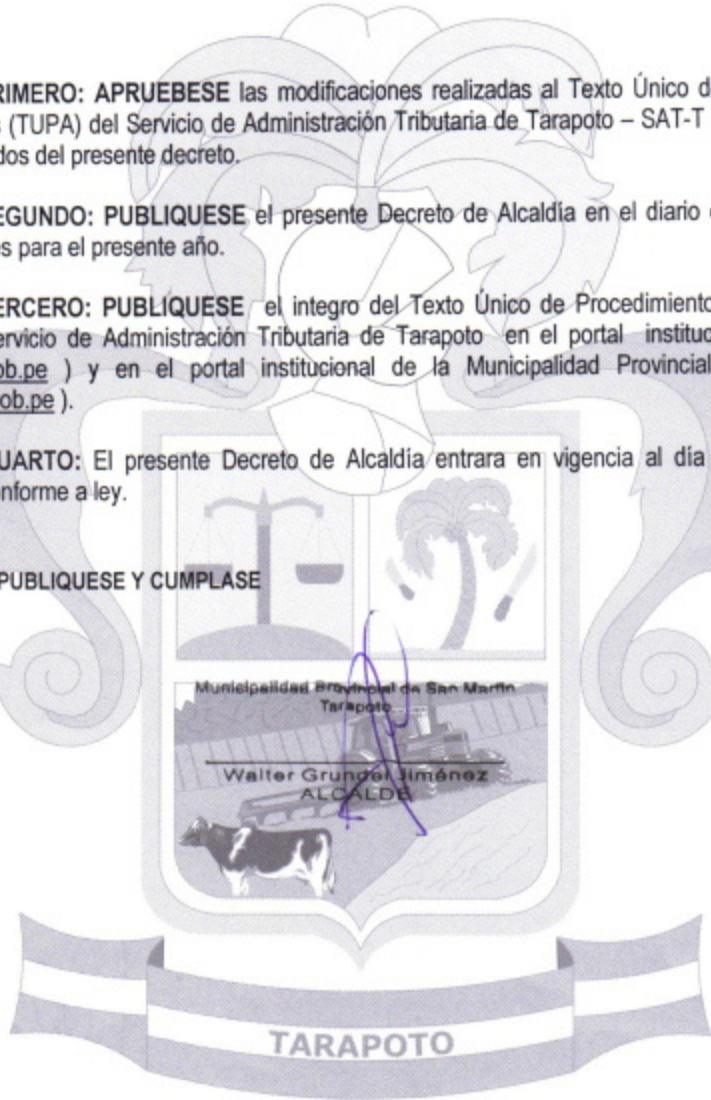 RIMERO: APRUEBESE las modificaciones realizadas al Texto Único d
s (TUPA) del Servicio de Administración Tributaria de Tarapoto – SAT-T
dos del presente decreto.
EGUNDO: PUBLIQUESE el presente Decreto de Alcaldía en el diario
es para el presente año.
ERCERO: PUBLIQUESE el integro del Texto Único de Procedimiento
ervicio de Administración Tributaria de Tarapoto en el portal instituc
ob.pe ) y en el portal institucional de la Municipalidad Provincial
ob.pe ).
UARTO: El presente Decreto de Alcaldía entrara en vigencia al día
nforme a ley.
PUBLIQUESE Y CUMPLASE
Municipalidad Provincial de San Martín
Tarapoto
Walter Grundel Jiménez
ALCALDE
TARAPOTO